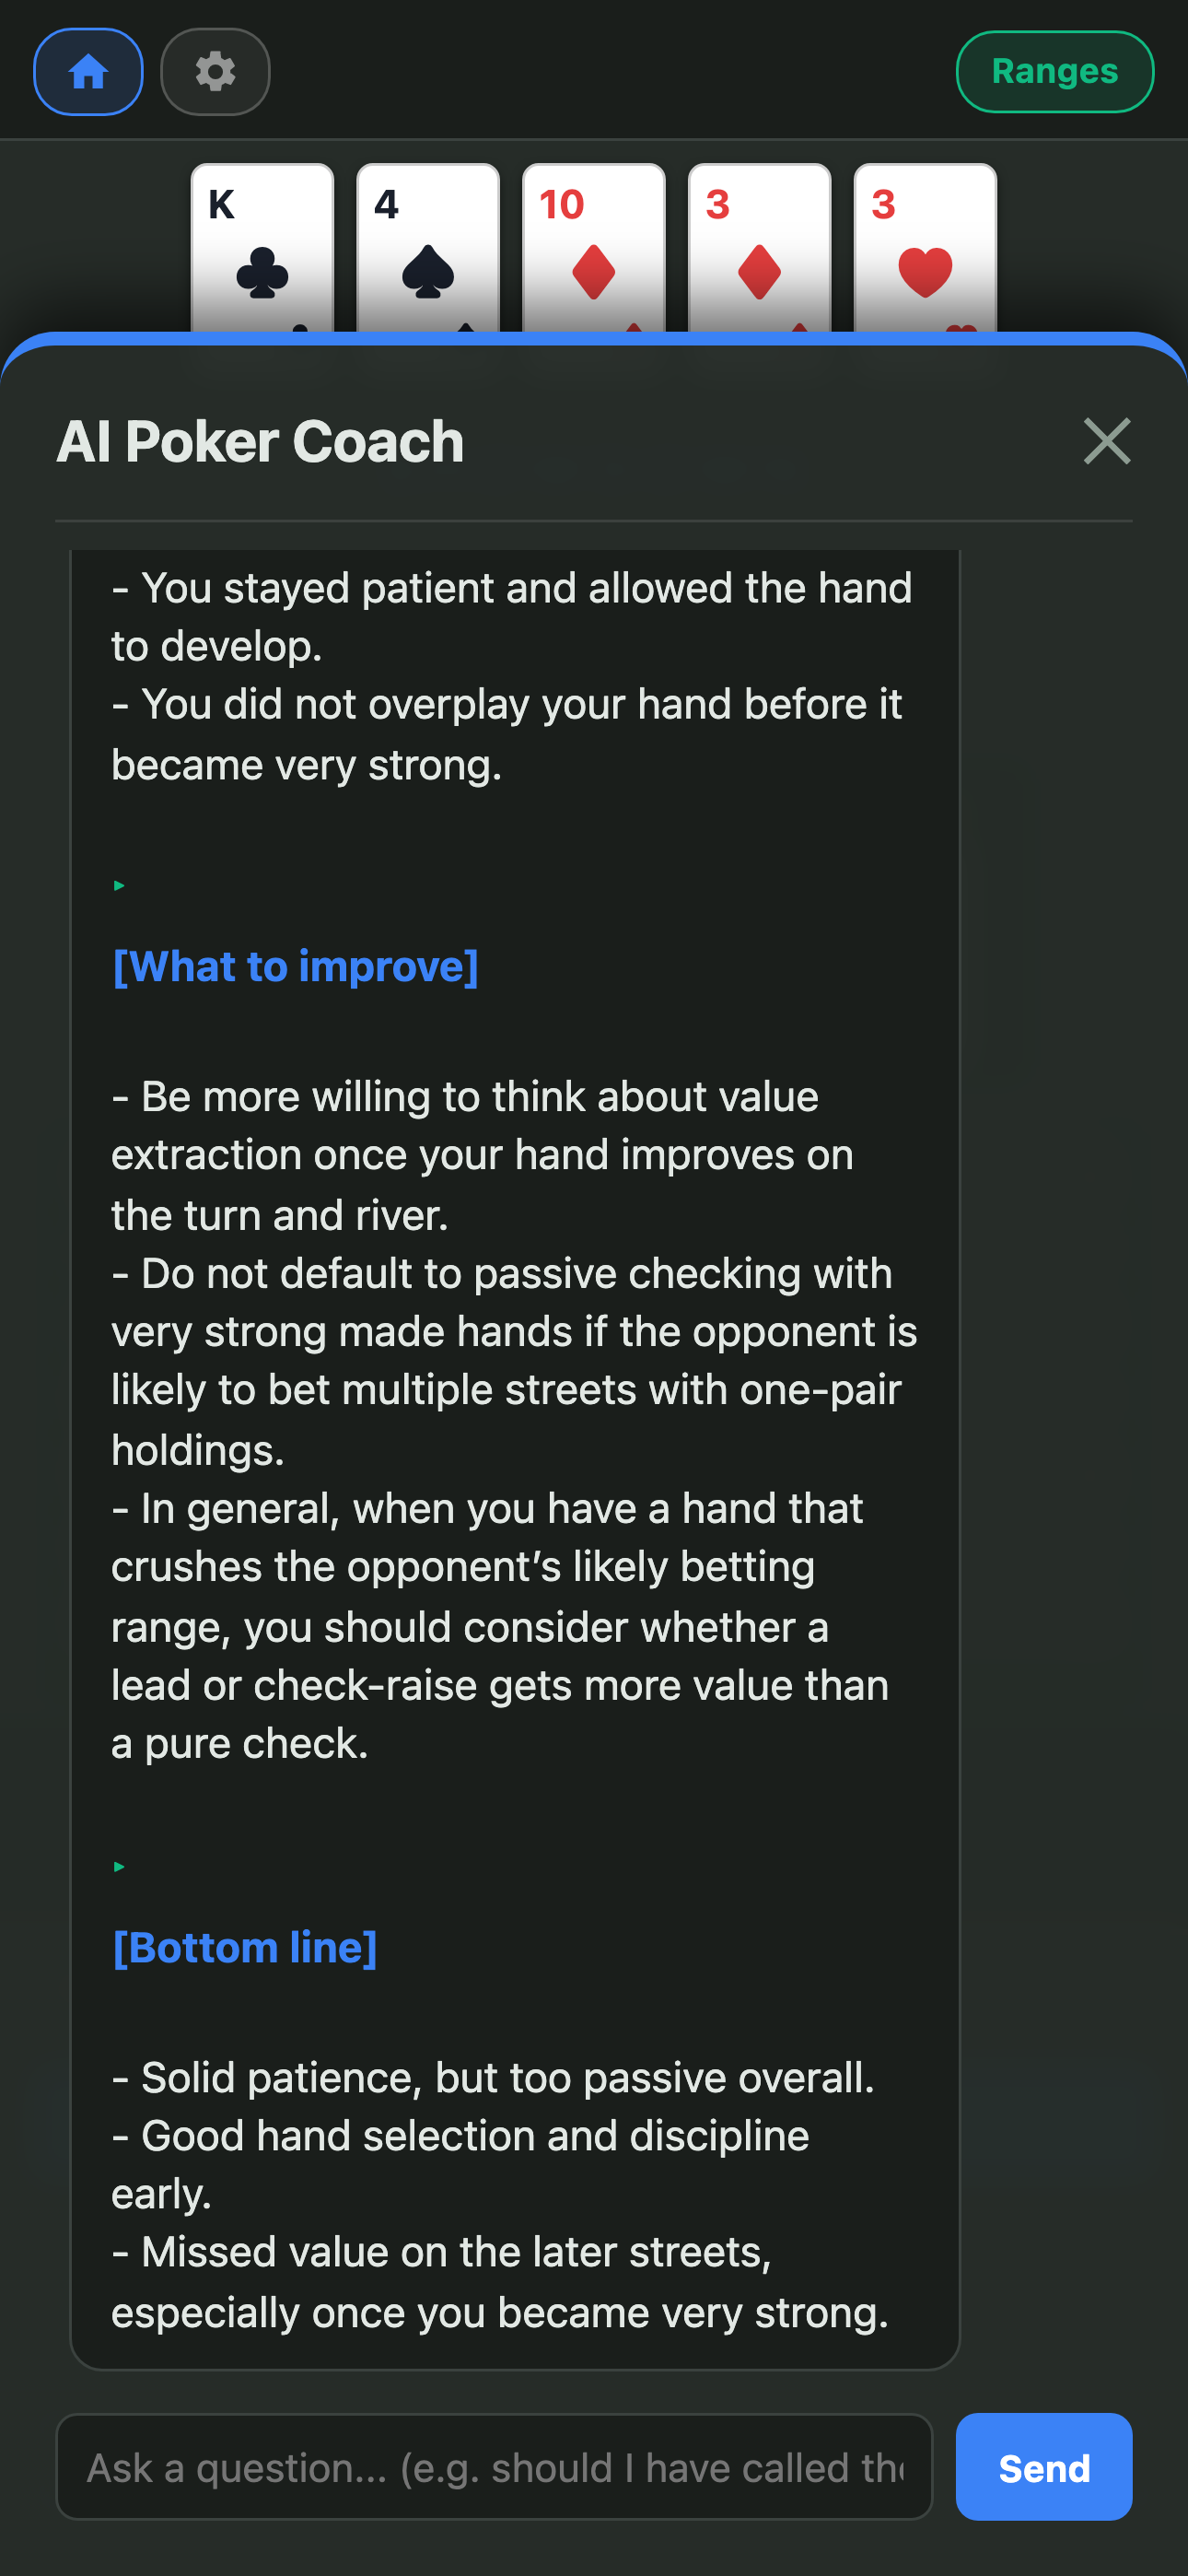 Ranges
K 4 10 3 3
AI Poker Coach
- You stayed patient and allowed the hand
to develop.
- You did not overplay your hand before it
became very strong.
[What to improve]
- Be more willing to think about value
extraction once your hand improves on
the turn and river.
- Do not default to passive checking with
very strong made hands if the opponent is
likely to bet multiple streets with one-pair
holdings.
- In general, when you have a hand that
crushes the opponent’s likely betting
range, you should consider whether a
lead or check-raise gets more value than
a pure check.
[Bottom line]
- Solid patience, but too passive overall.
- Good hand selection and discipline
early.
- Missed value on the later streets,
especially once you became very strong.
Ask a question... (e.g. should I have called
Send